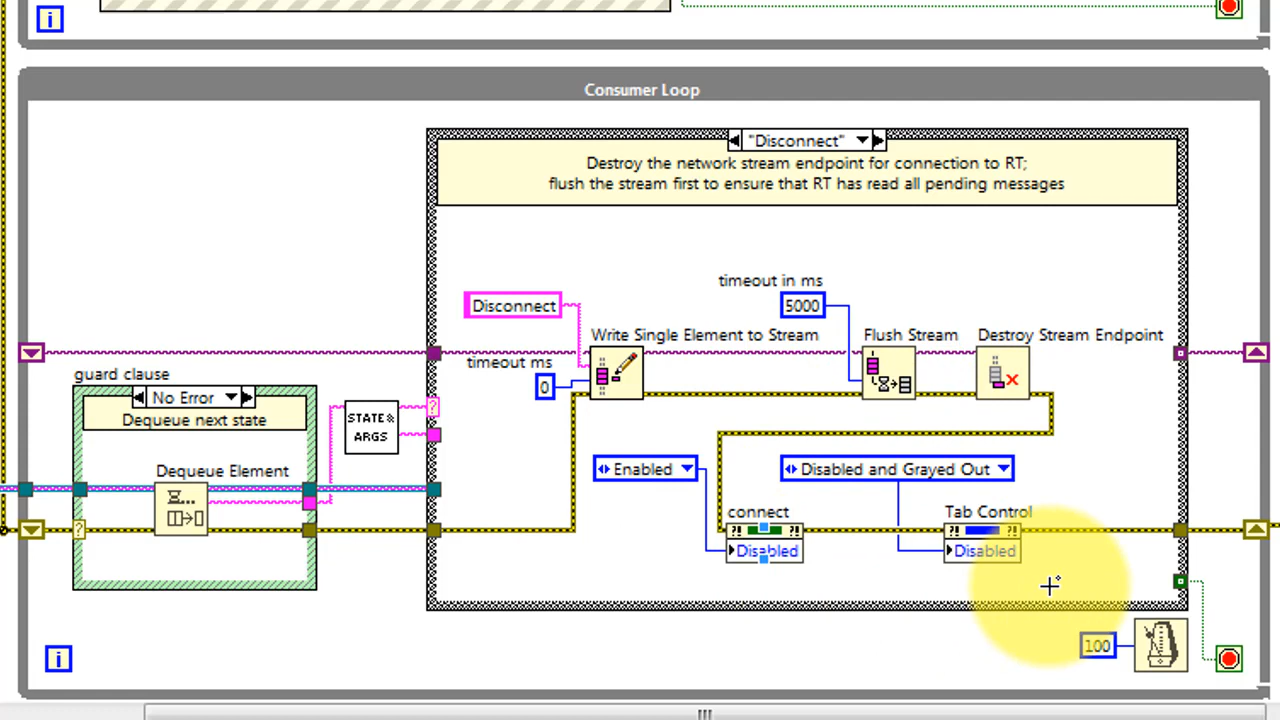 i
Consumer Loop
"Disconnect"
Destroy the network stream endpoint for connection to RT;
flush the stream first to ensure that RT has read all pending messages
timeout in ms
Disconnect
5000
Write Single Element to Stream
Flush Stream
Destroy Stream Endpoint
timeout ms
0
guard clause
No Error
Dequeue next state
STATE &
ARGS
?
Dequeue Element
?
Enabled
Disabled and Grayed Out
connect
Tab Control
?!
!?
?!
!?
Disabled
Disabled
100
i